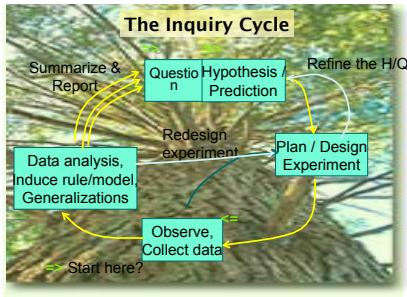 The Inquiry Cycle
=> =>
Summarize &
Report
Questio
n
Hypothesis /
Prediction
Refine the H/Q
Redesign
experiment
Plan / Design
Experiment
Data analysis,
Induce rule/model,
Generalizations
Observe,
Collect data
<=
=> Start here?